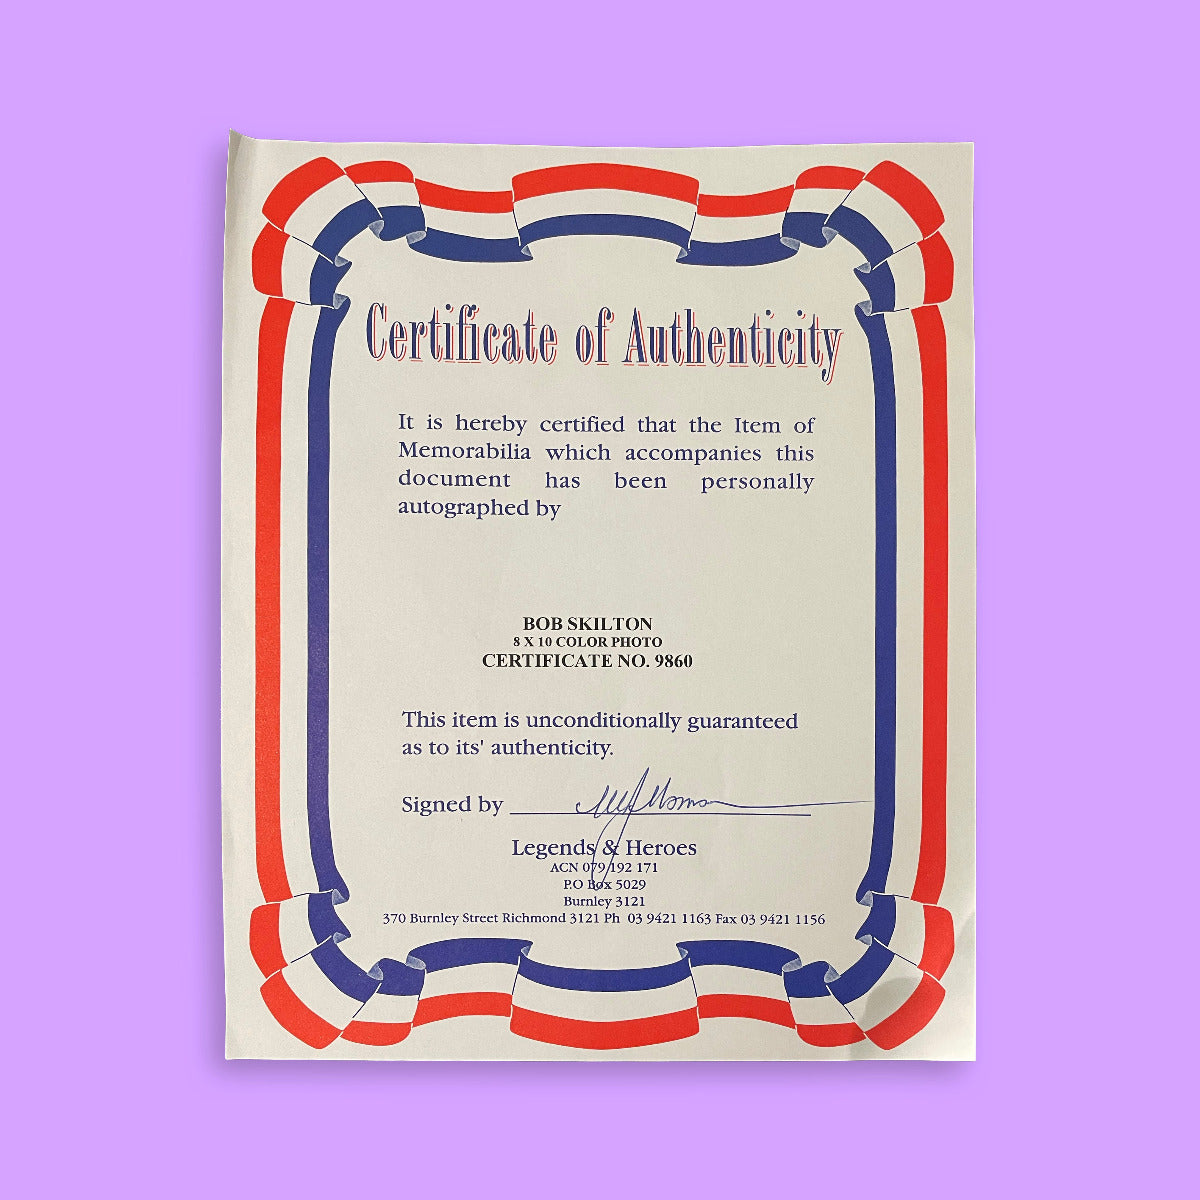 Certificate of Authenticity
It is hereby certified that the Item of
Memorabilia which accompanies this
document has been personally
autographed by
BOB SKILTON
8 X 10 COLOR PHOTO
CERTIFICATE NO. 9860
This item is unconditionally guaranteed
as to its' authenticity.
Signed by
Legends & Heroes
ACN 079 192 171
P.O Box 5029
Burnley 3121
370 Burnley Street Richmond 3121 Ph 03 9421 1163 Fax 03 9421 1156